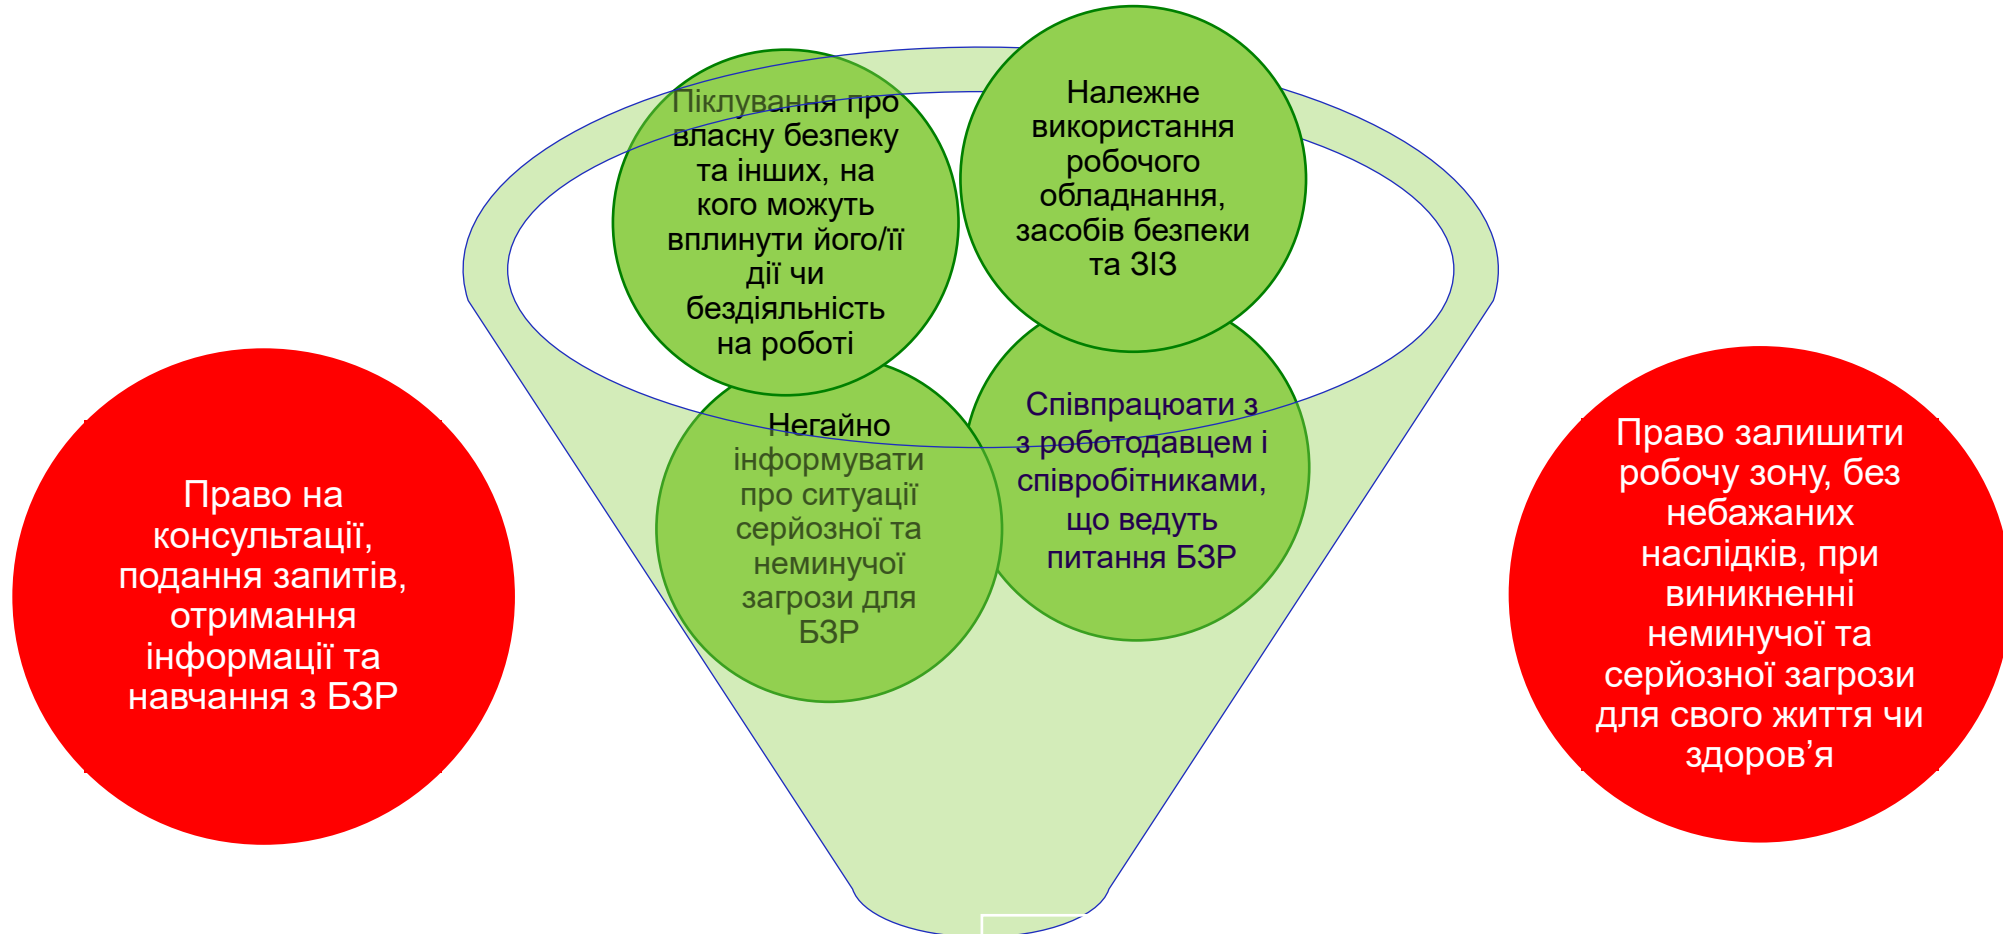 Піклування про
власну безпеку
та інших, на
кого можуть
вплинути його/її
дії чи
бездіяльність
на роботі
Належне
використання
робочого
обладнання,
засобів безпеки
та ЗІЗ
Негайно
інформувати
про ситуації
серйозної та
неминучої
загрози для
БЗР
Співпрацюати з
з роботодавцем і
співробітниками,
що ведуть
питання БЗР
Право на
консультації,
подання запитів,
отримання
інформації та
навчання з БЗР
Право залишити
робочу зону, без
небажаних
наслідків, при
виникненні
неминучої та
серйозної загрози
для свого життя чи
здоров’я